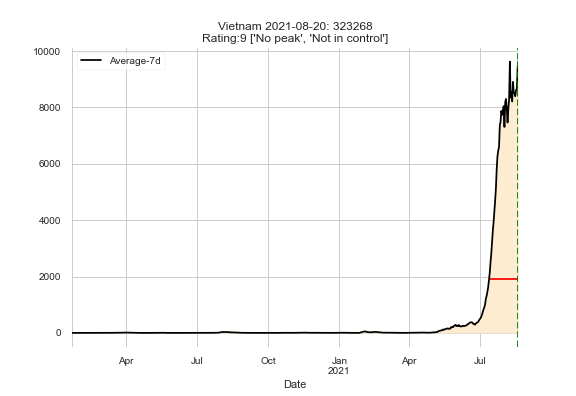 Vietnam 2021-08-20: 323268
Rating:9 ['No peak', 'Not in control']
10000
Average-7d
8000
6000
4000
2000
0
Apr Jul Oct Jan Apr Jul
2021
Date